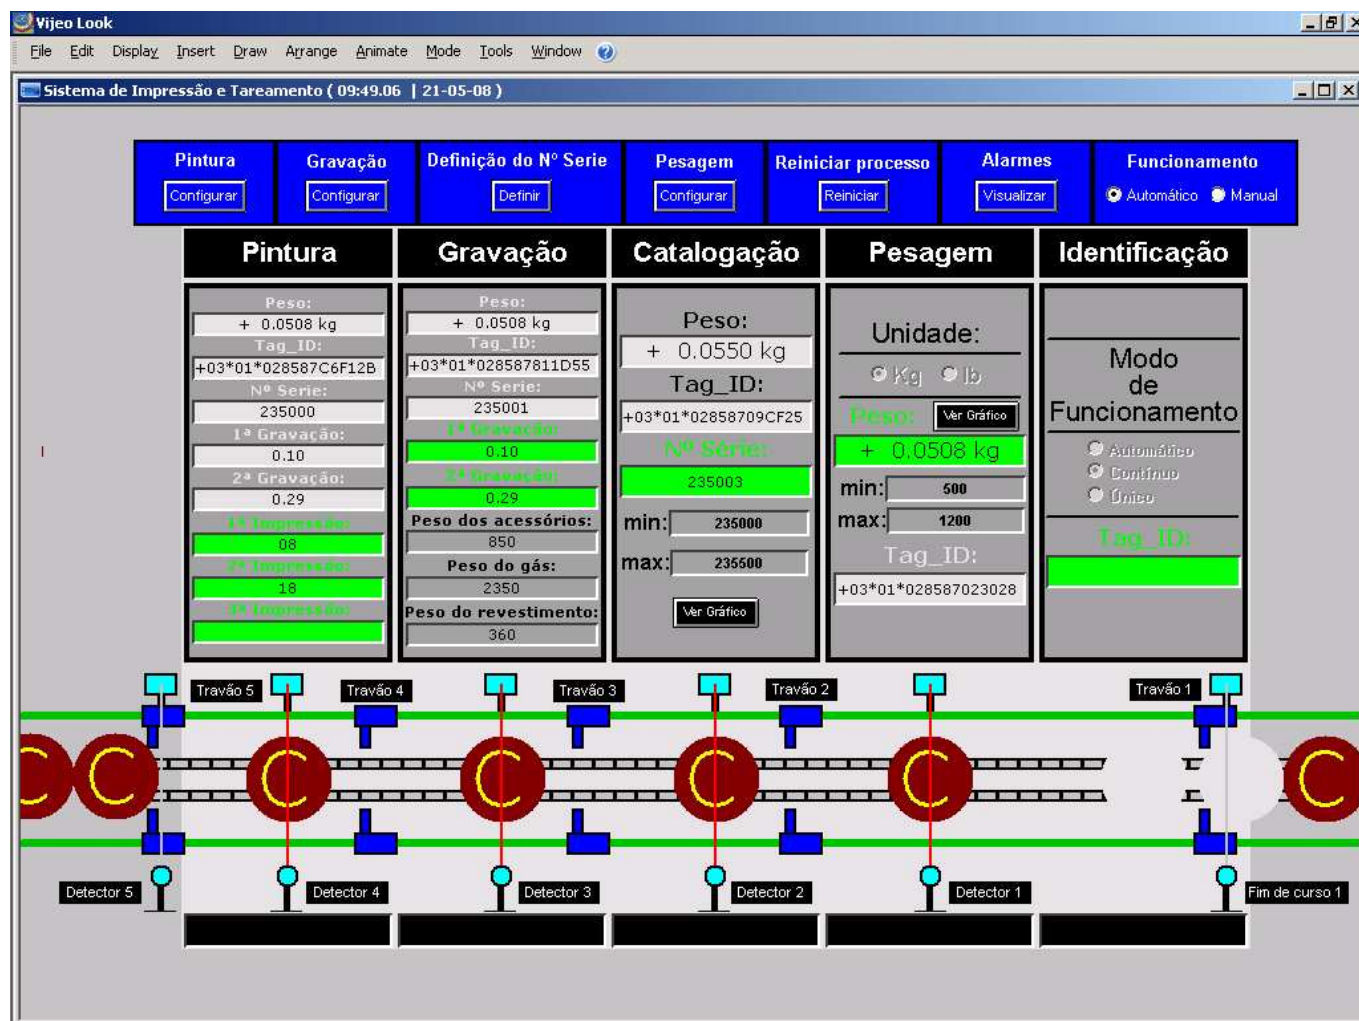 Vijeo Look
File Edit Display Insert Draw Arrange Animate Mode Tools Window ?
Sistema de Impressão e Tareamento ( 09:49.06 | 21-05-08 )
Pintura Gravação Definição do Nº Serie Pesagem Reiniciar processo Alarmes Funcionamento
Configurar Configurar Definir Configurar Reiniciar Visualizar Automático Manual
Pintura Gravação Catalogação Pesagem Identificação
Peso:
+ 0.0508 kg
Tag_ID:
+03*01*028587C6F12B
Nº Serie:
235000
1ª Gravação:
0.10
2ª Gravação:
0.29
1ª Impressão:
08
2ª Impressão:
18
3ª Impressão:
Peso:
+ 0.0508 kg
Tag_ID:
+03*01*028587811D55
Nº Serie:
235001
1ª Gravação:
0.10
2ª Gravação:
0.29
Peso dos acessórios:
850
Peso do gás:
2350
Peso do revestimento:
360
Peso:
+ 0.0550 kg
Tag_ID:
+03*01*02858709CF25
Nº Série:
235003
min: 235000
max: 235500
Ver Gráfico
Unidade:
Kg lb
Peso: Ver Gráfico
+ 0.0508 kg
min: 500
max: 1200
Tag_ID:
+03*01*028587023028
Modo
de
Funcionamento
Automático
Contínuo
Único
Tag_ID:
Travão 5 Travão 4 Travão 3 Travão 2 Travão 1
C C C C C C C
Detector 5 Detector 4 Detector 3 Detector 2 Detector 1 Fim de curso 1